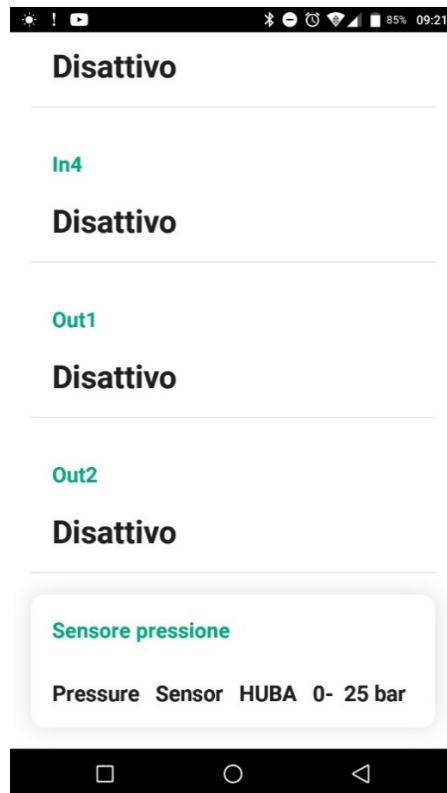 85% 09:21
Disattivo
In4
Disattivo
Out1
Disattivo
Out2
Disattivo
Sensore pressione
Pressure Sensor HUBA 0- 25 bar